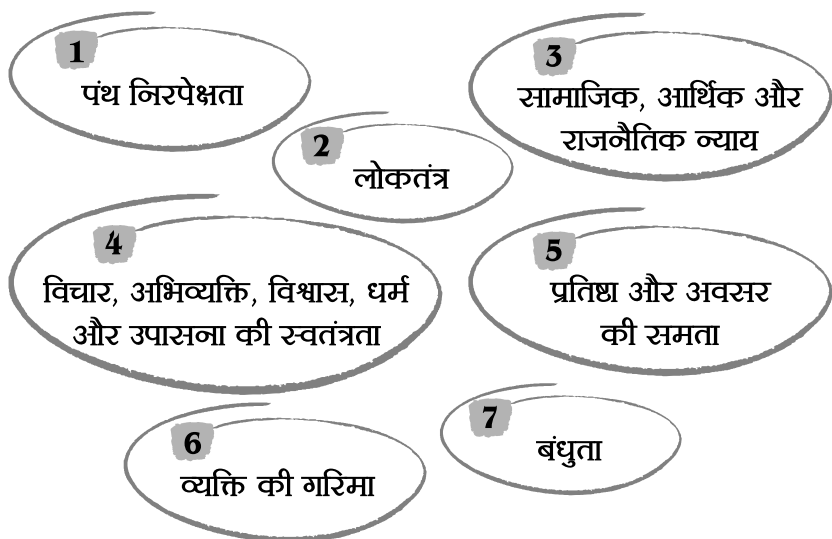 1
पंथ निरपेक्षता
2
लोकतंत्र
3
सामाजिक, आर्थिक और
राजनैतिक न्याय
4
विचार, अभिव्यक्ति, विश्वास, धर्म
और उपासना की स्वतंत्रता
5
प्रतिष्ठा और अवसर
की समता
6
व्यक्ति की गरिमा
7
बंधुता